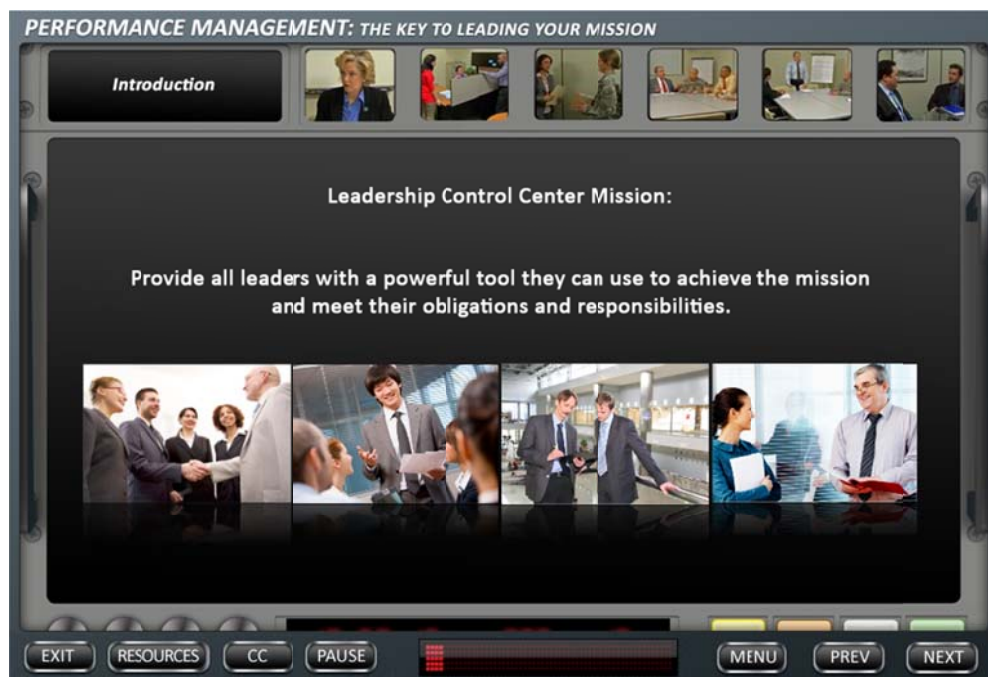 PERFORMANCE MANAGEMENT: THE KEY TO LEADING YOUR MISSION
Introduction
Leadership Control Center Mission:
Provide all leaders with a powerful tool they can use to achieve the mission
and meet their obligations and responsibilities.
EXIT RESOURCES CC PAUSE MENU PREV NEXT